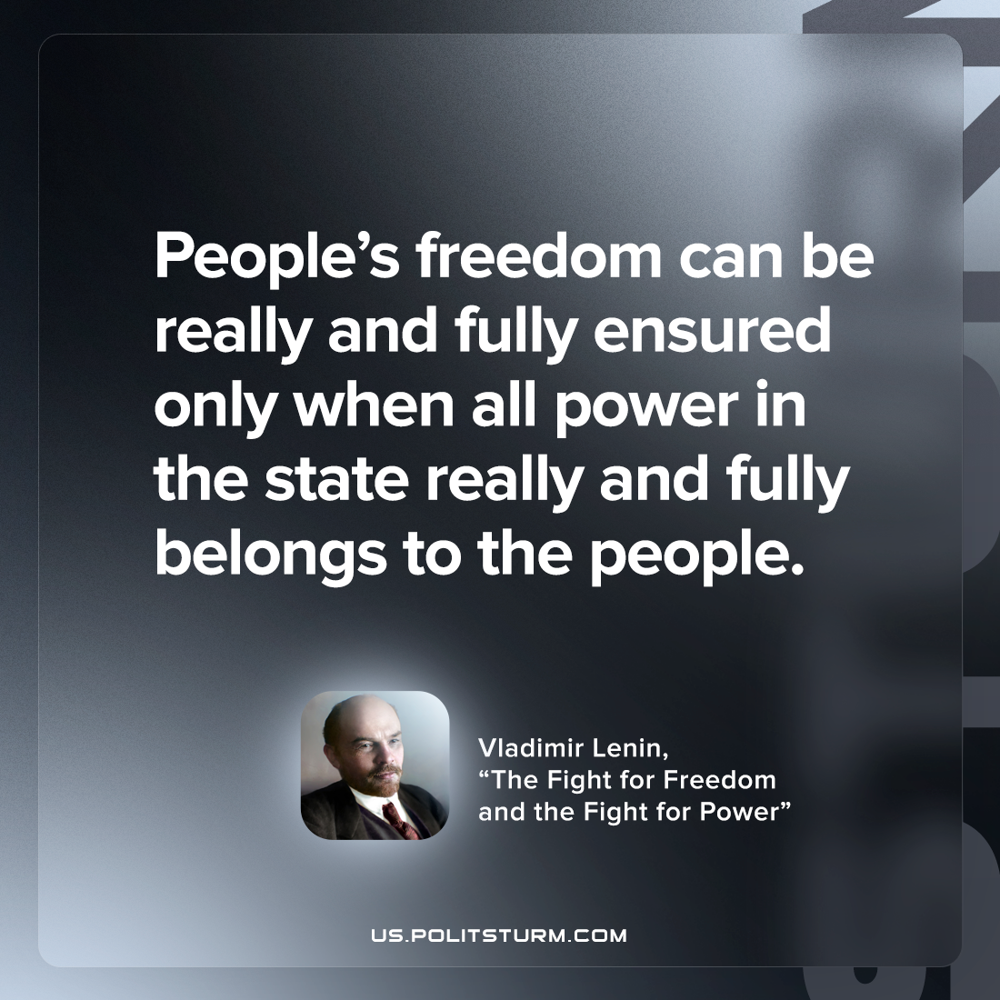 People’s freedom can be
really and fully ensured
only when all power in
the state really and fully
belongs to the people.
Vladimir Lenin,
“The Fight for Freedom
and the Fight for Power”
US.POLITSTURM.COM